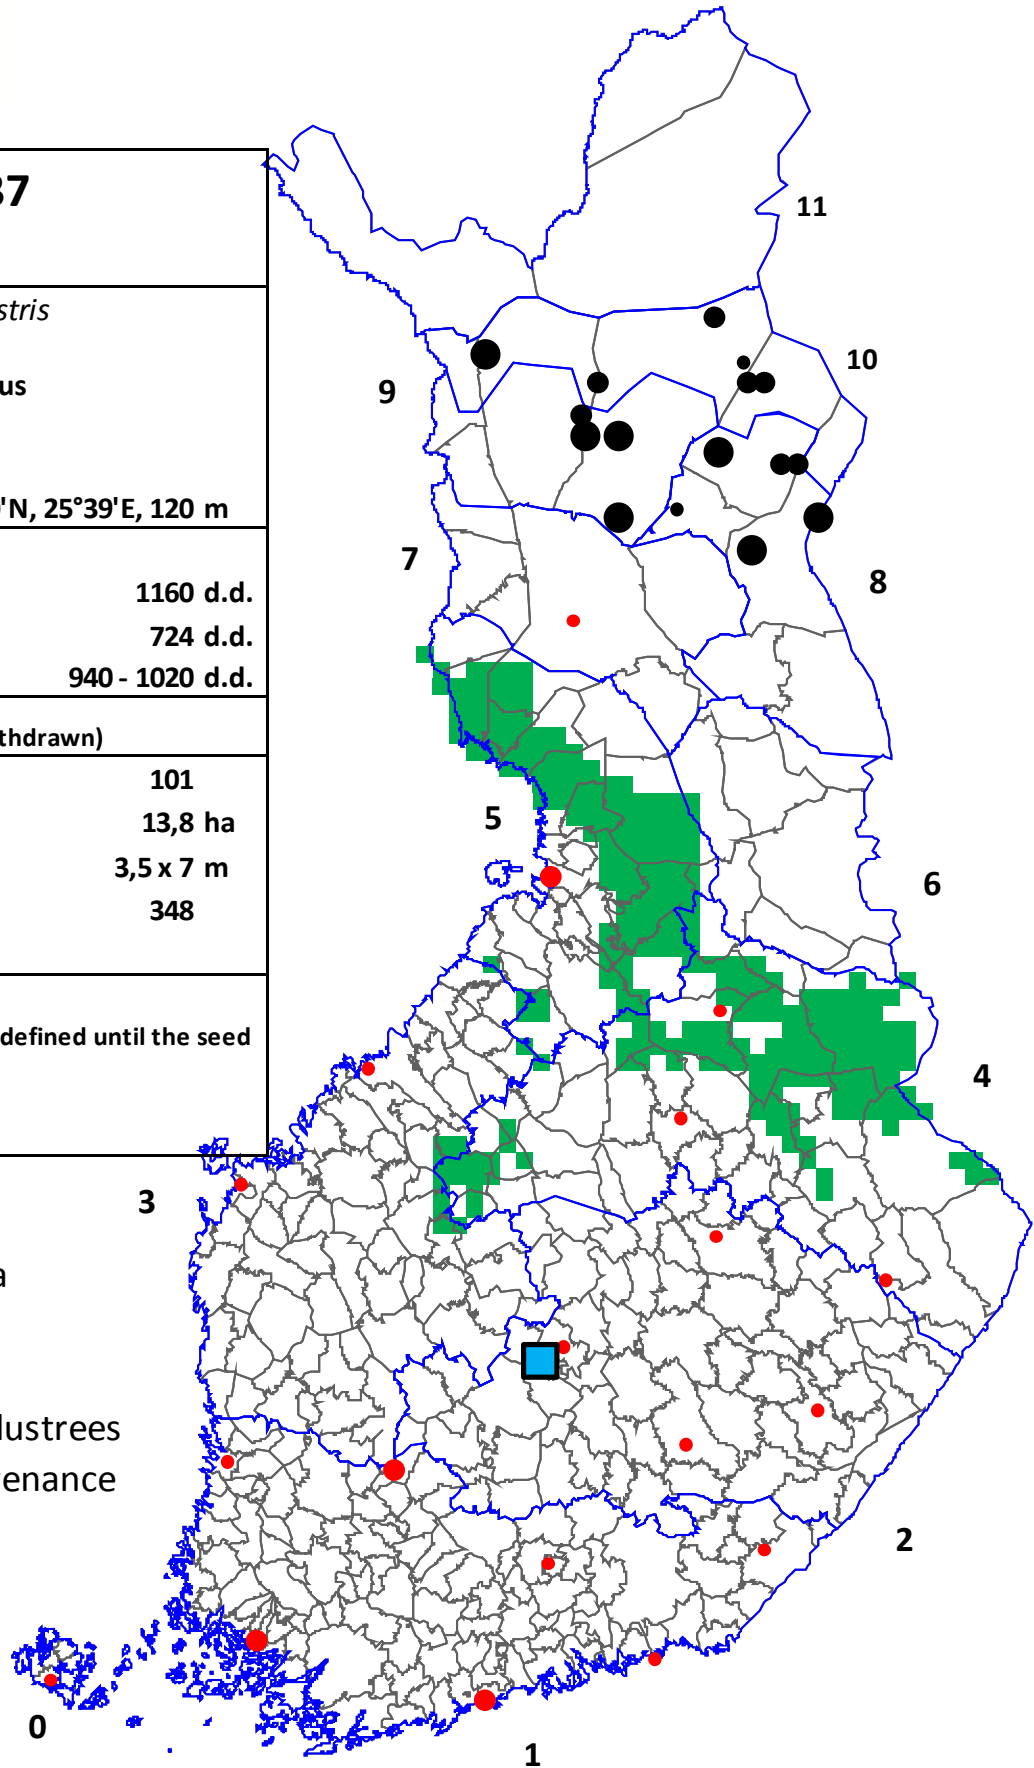 37
stris
us
'N, 25°39'E, 120 m
1160 d.d.
724 d.d.
940 - 1020 d.d.
thdrawn)
101
13,8 ha
3,5 x 7 m
348
defined until the seed
a
lustrees
venance
11
10
9
7
8
5
6
4
3
2
0
1